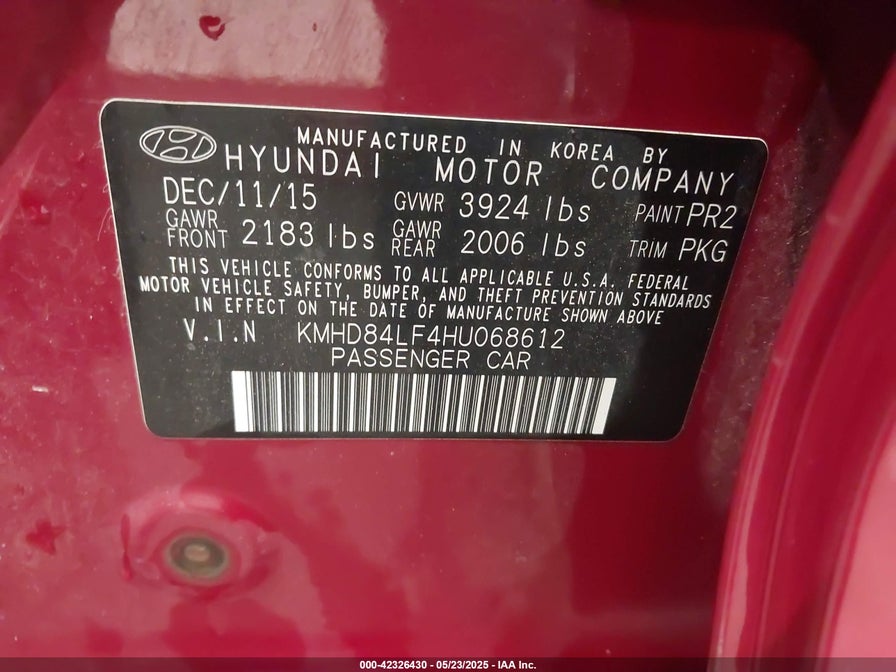 MANUFACTURED IN KOREA BY
HYUNDAI MOTOR COMPANY
DEC/11/15 GVWR 3924 lbs PAINT PR2
GAWR FRONT 2183 lbs GAWR REAR 2006 lbs TRIM PKG
THIS VEHICLE CONFORMS TO ALL APPLICABLE U.S.A. FEDERAL
MOTOR VEHICLE SAFETY, BUMPER, AND THEFT PREVENTION STANDARDS
IN EFFECT ON THE DATE OF MANUFACTURE SHOWN ABOVE
V.I.N KMHD84LF4HU068612
PASSENGER CAR
000-42326430 - 05/23/2025 - IAA Inc.